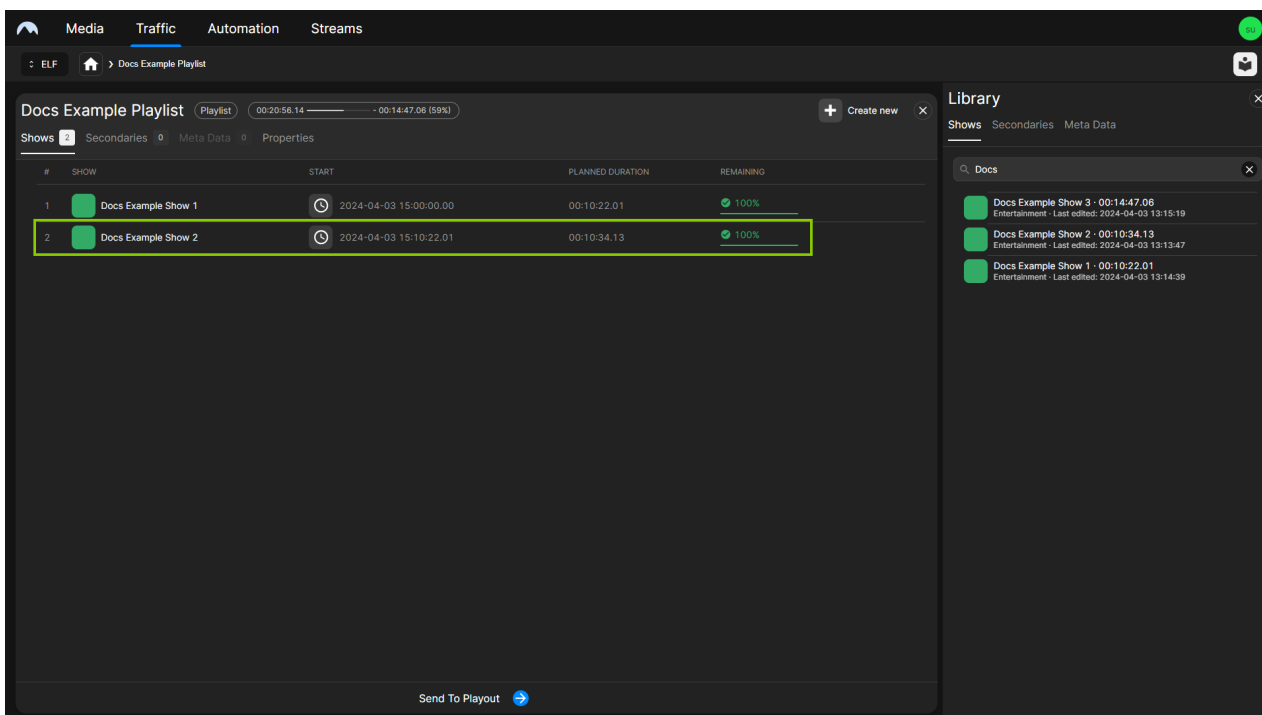 Media Traffic Automation Streams
su
ELF > Docs Example Playlist
Docs Example Playlist Playlist 00:20:56.14 - 00:14:47.06 (59%) Create new
Shows 2 Secondaries 0 Meta Data 0 Properties
# SHOW START PLANNED DURATION REMAINING
1 Docs Example Show 1 2024-04-03 15:00:00.00 00:10:22.01 100%
2 Docs Example Show 2 2024-04-03 15:10:22.01 00:10:34.13 100%
Send To Playout
Library
Shows Secondaries Meta Data
Docs
Docs Example Show 3 · 00:14:47.06
Entertainment · Last edited: 2024-04-03 13:15:19
Docs Example Show 2 · 00:10:34.13
Entertainment · Last edited: 2024-04-03 13:13:47
Docs Example Show 1 · 00:10:22.01
Entertainment · Last edited: 2024-04-03 13:14:39